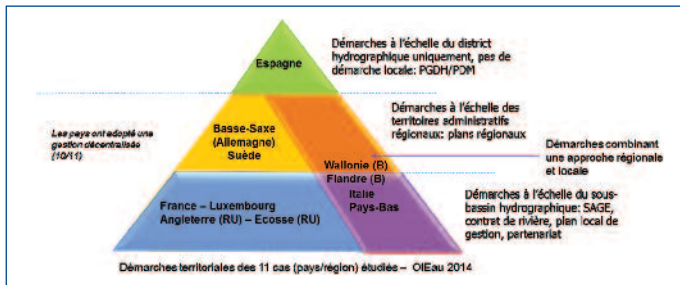 Espagne
Démarches à l'échelle du district
hydrographique uniquement, pas de
démarche locale: PGDH/PDM
Les pays ont adopté une
gestion décentralisée
(10/11)
Basse-Saxe
(Allemagne)
Suède
Démarches à l'échelle des
territoires administratifs
régionaux: plans régionaux
Wallonie (B)
Flandre (B)
Italie
Pays-Bas
Démarches combinant
une approche régionale
et locale
France – Luxembourg
Angleterre (RU) – Ecosse (RU)
Démarches à l'échelle du sous-
bassin hydrographique: SAGE,
contrat de rivière, plan local de
gestion, partenariat
Démarches territoriales des 11 cas (pays/région) étudiés – OIEau 2014